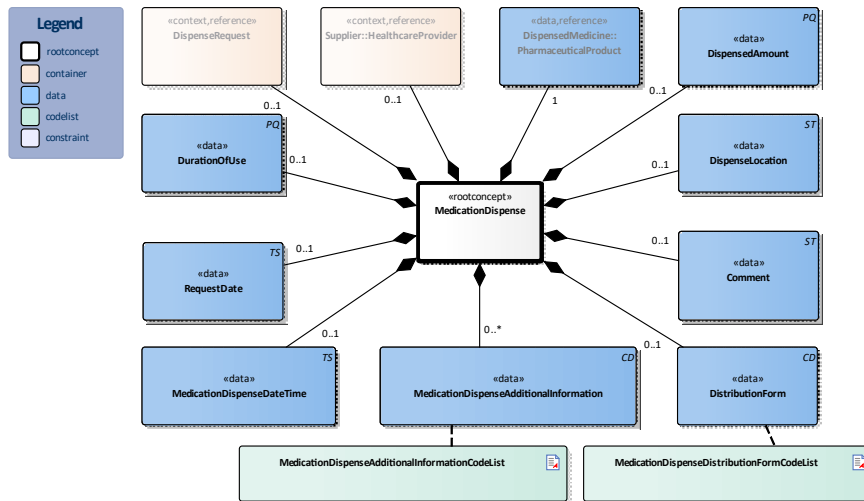 Legend
rootconcept
container
data
codelist
constraint
«context,reference»
DispenseRequest
«context,reference»
Supplier::HealthcareProvider
«data,reference»
DispensedMedicine::
PharmaceuticalProduct
PQ
«data»
DispensedAmount
0..1
0..1
1
0..1
PQ
«data»
DurationOfUse
0..1
ST
«data»
DispenseLocation
0..1
«rootconcept»
MedicationDispense
TS
«data»
RequestDate
0..1
ST
«data»
Comment
0..1
TS
«data»
MedicationDispenseDateTime
0..1
CD
«data»
MedicationDispenseAdditionalInformation
0..*
CD
«data»
DistributionForm
0..1
MedicationDispenseAdditionalInformationCodeList
MedicationDispenseDistributionFormCodeList